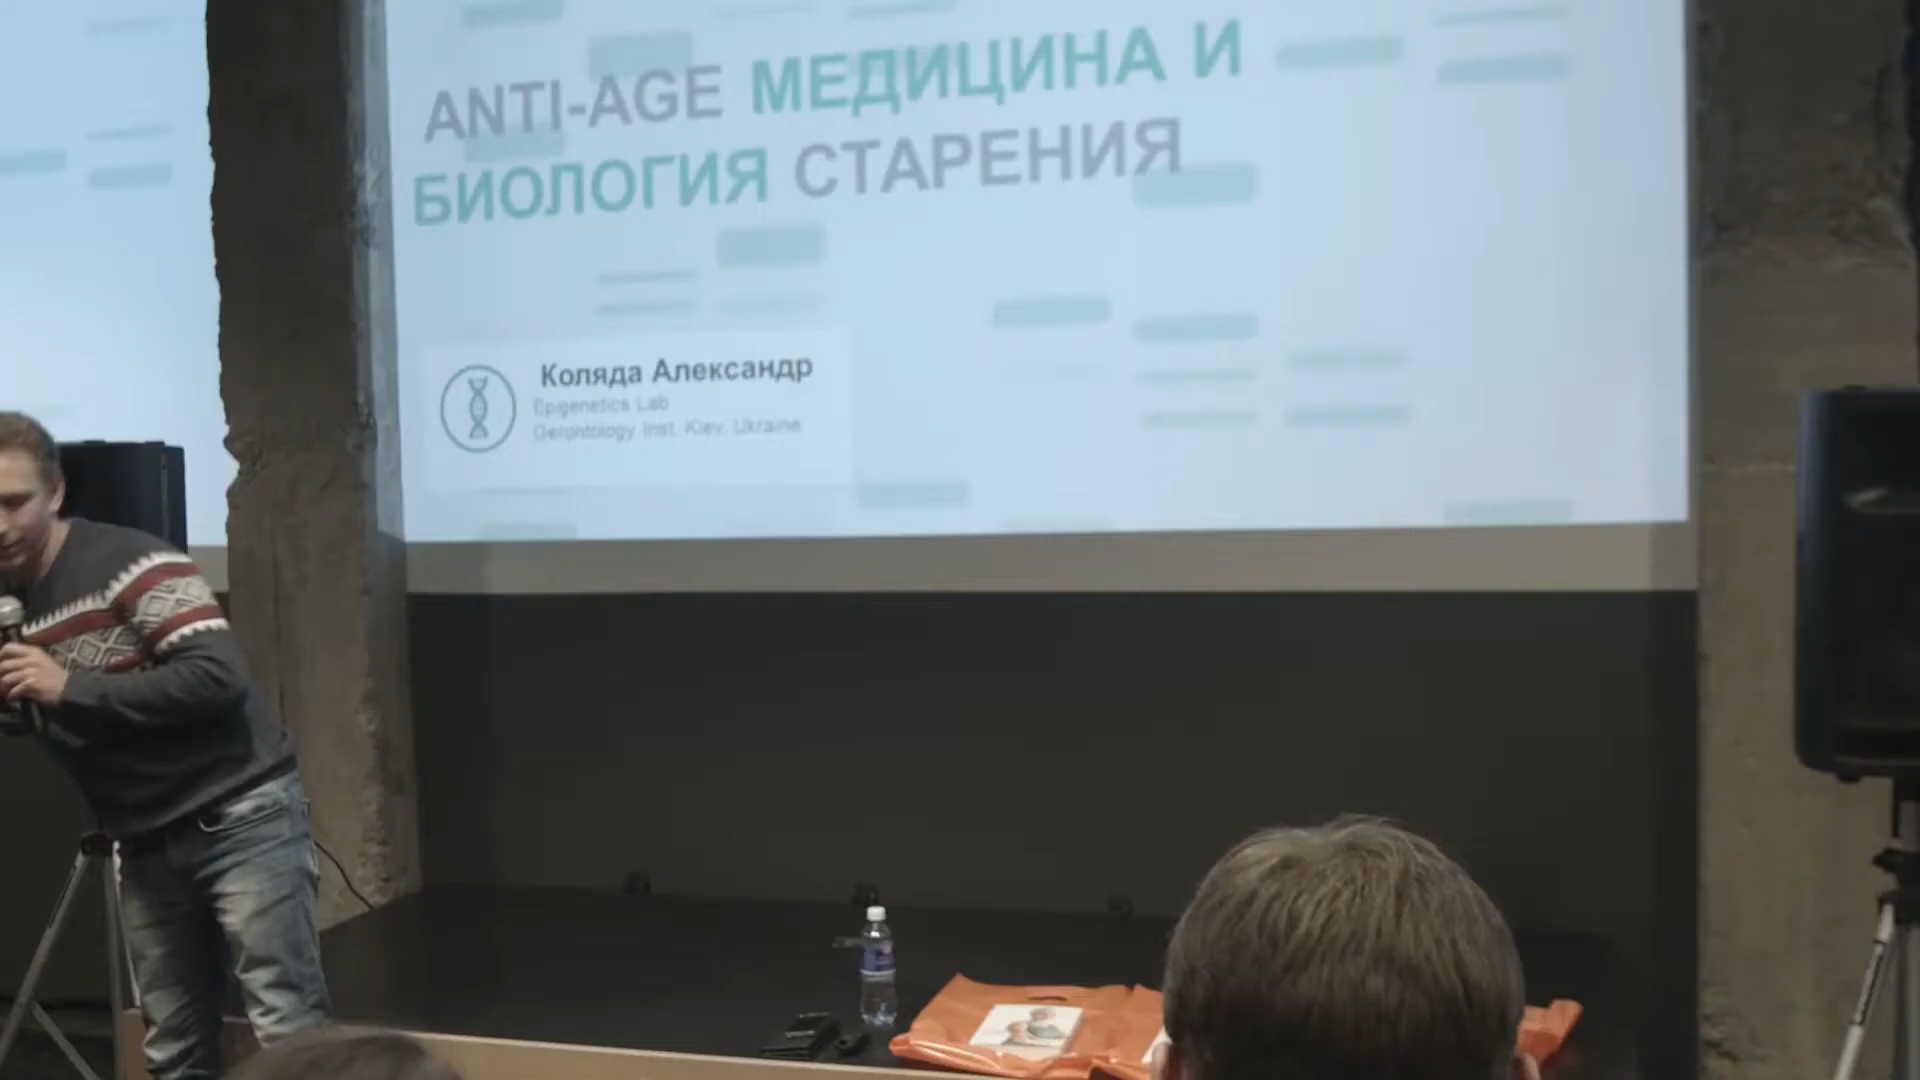 ANTI-AGE МЕДИЦИНА И
БИОЛОГИЯ СТАРЕНИЯ
Коляда Александр
Epigenetics Lab
Gerontology Inst. Kiev, Ukraine